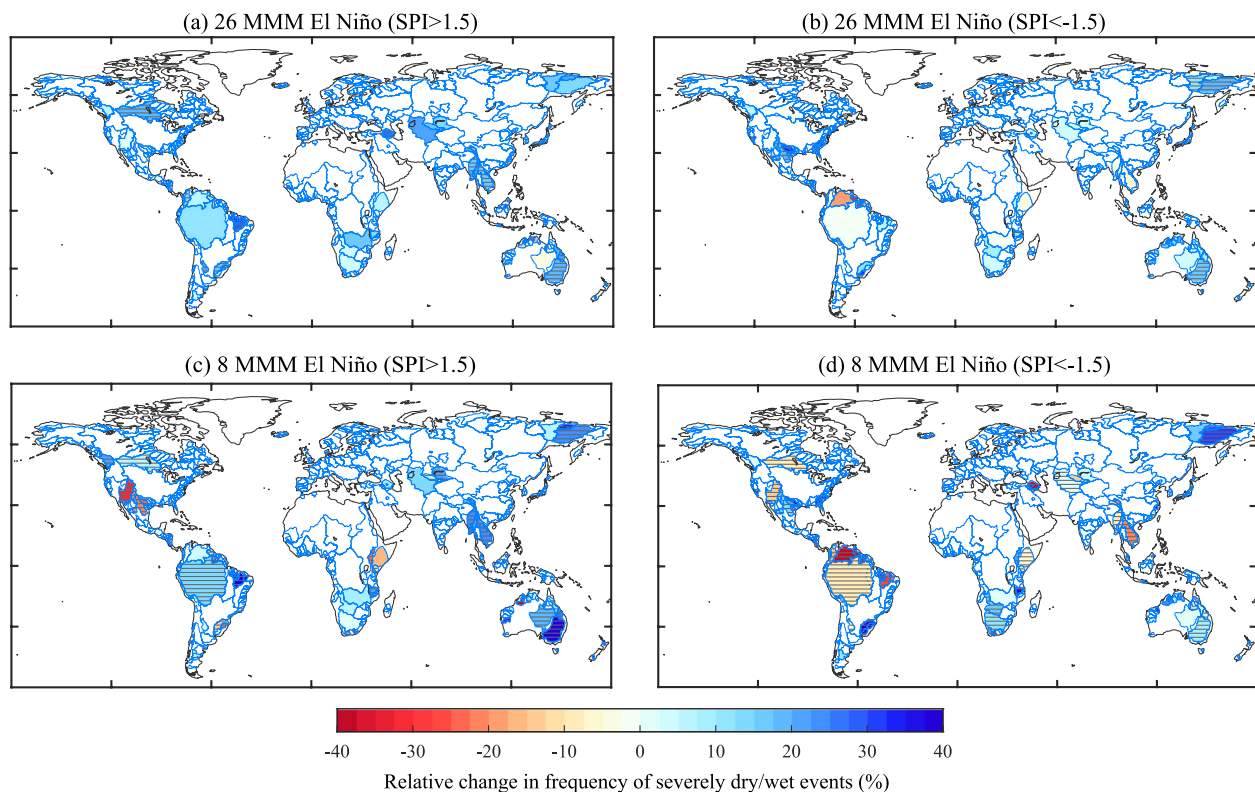 (a) 26 MMM El Niño (SPI>1.5)
(b) 26 MMM El Niño (SPI<-1.5)
(c) 8 MMM El Niño (SPI>1.5)
(d) 8 MMM El Niño (SPI<-1.5)
-40 -30 -20 -10 0 10 20 30 40
Relative change in frequency of severely dry/wet events (%)